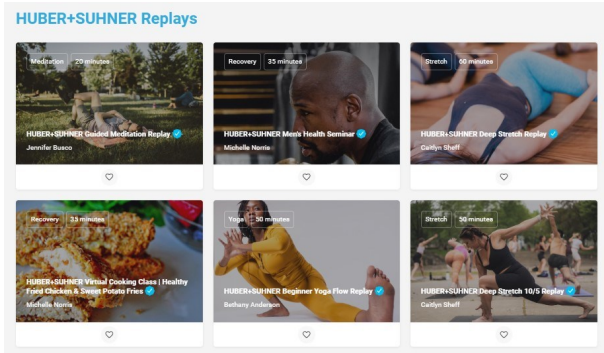 HUBER+SUHNER Replays
Meditation 20 minutes
HUBER+SUHNER Guided Meditation Replay
Jennifer Busco
Recovery 35 minutes
HUBER+SUHNER Men's Health Seminar
Michelle Norris
Stretch 60 minutes
HUBER+SUHNER Deep Stretch Replay
Caitlyn Sheff
Recovery 35 minutes
HUBER+SUHNER Virtual Cooking Class | Healthy
Fried Chicken & Sweet Potato Fries
Michelle Norris
Yoga 50 minutes
HUBER+SUHNER Beginner Yoga Flow Replay
Bethany Anderson
Stretch 50 minutes
HUBER+SUHNER Deep Stretch 10/5 Replay
Caitlyn Sheff